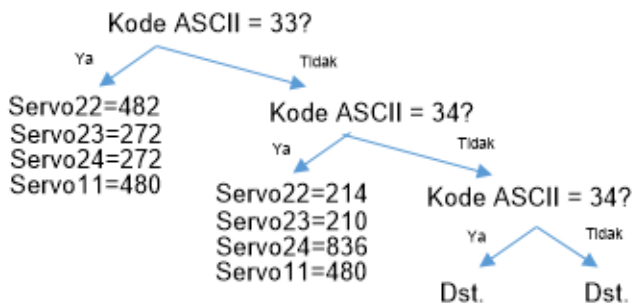 Kode ASCII = 33?
Ya
Tidak
Servo22=482
Servo23=272
Servo24=272
Servo11=480
Kode ASCII = 34?
Ya
Tidak
Servo22=214
Servo23=210
Servo24=836
Servo11=480
Kode ASCII = 34?
Ya
Tidak
Dst.
Dst.